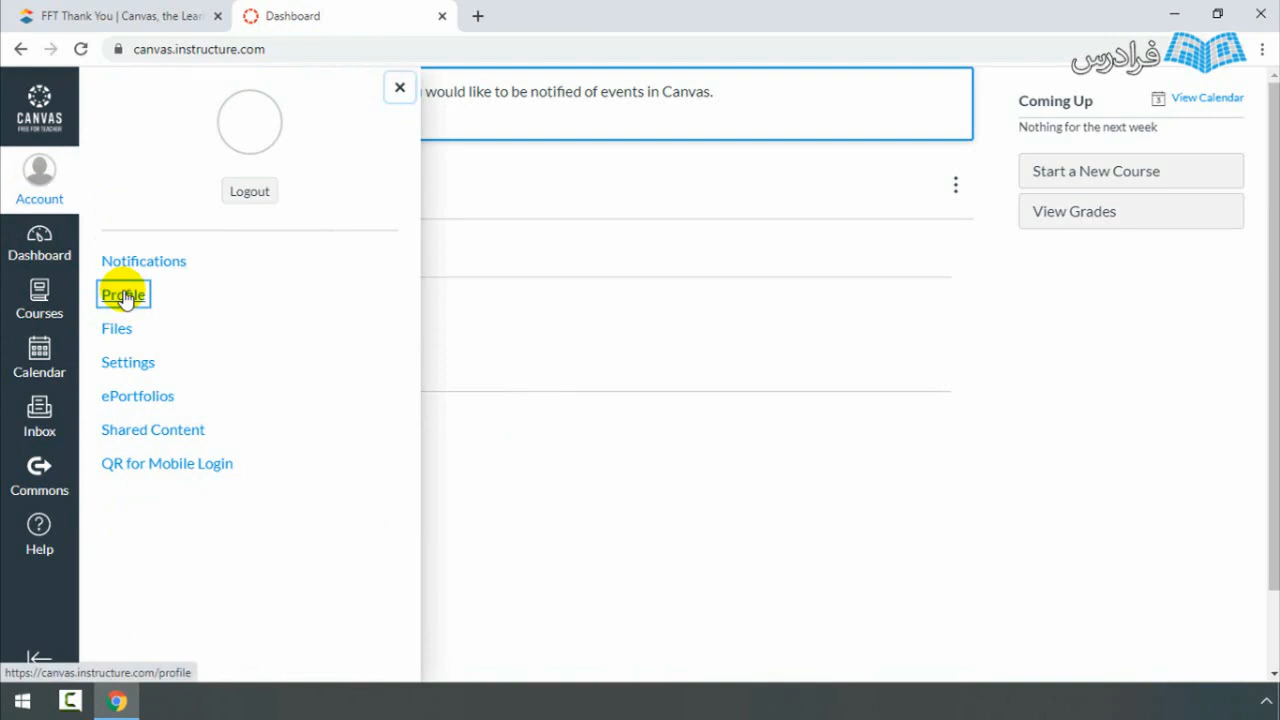 FFT Thank You | Canvas, the Lear
Dashboard
canvas.instructure.com
فرادرس
CANVAS
FREE FOR TEACHER
Account
Dashboard
Courses
Calendar
Inbox
Commons
Help
Logout
Notifications
Profile
Files
Settings
ePortfolios
Shared Content
QR for Mobile Login
would like to be notified of events in Canvas.
Coming Up
3
View Calendar
Nothing for the next week
Start a New Course
View Grades
https://canvas.instructure.com/profile